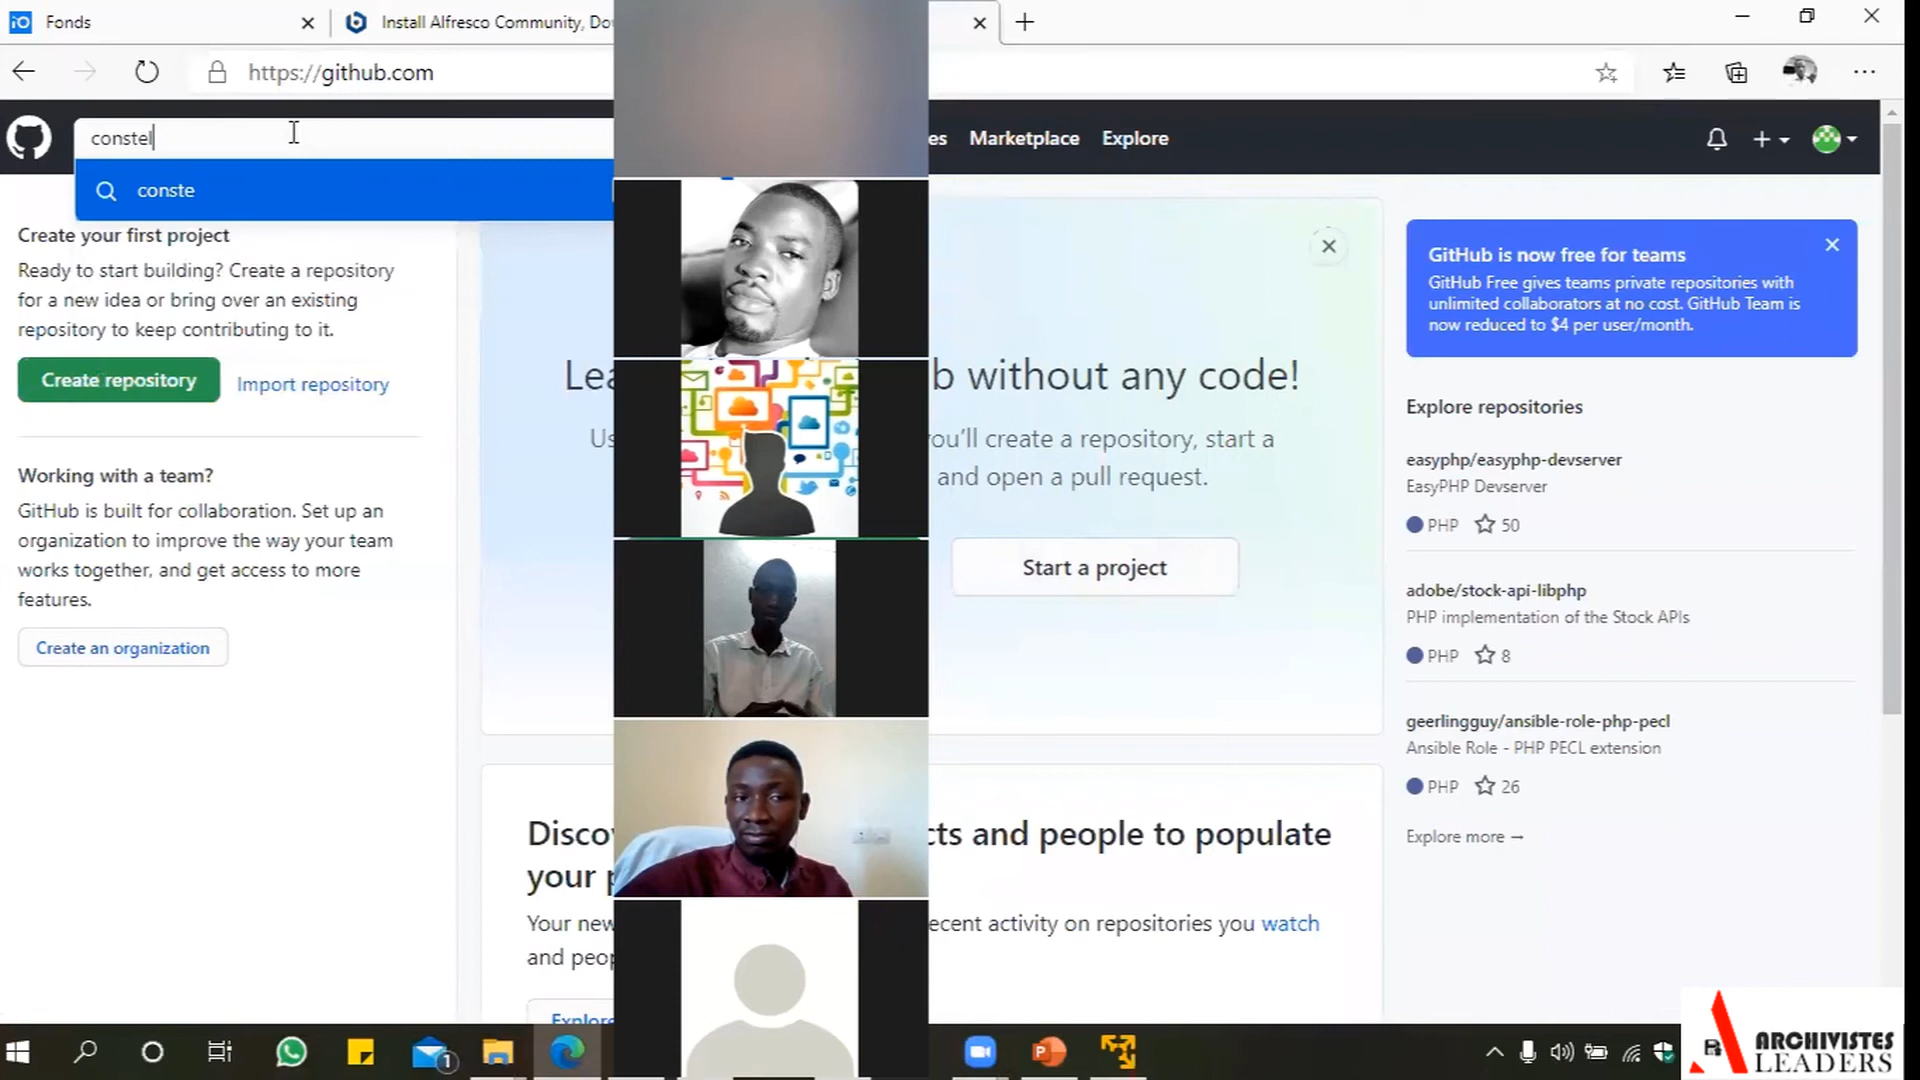 Fonds
Install Alfresco Community, Do
https://github.com
constel
es Marketplace Explore
conste
Create your first project
Ready to start building? Create a repository
for a new idea or bring over an existing
repository to keep contributing to it.
Create repository
Import repository
Working with a team?
GitHub is built for collaboration. Set up an
organization to improve the way your team
works together, and get access to more
features.
Create an organization
Lea
b without any code!
you'll create a repository, start a
and open a pull request.
Start a project
Disco
cts and people to populate
your p
Your new
ecent activity on repositories you watch
and peop
Explore
GitHub is now free for teams
GitHub Free gives teams private repositories with
unlimited collaborators at no cost. GitHub Team is
now reduced to $4 per user/month.
Explore repositories
easyphp/easyphp-devserver
EasyPHP Devserver
PHP 50
adobe/stock-api-libphp
PHP implementation of the Stock APIs
PHP 8
geerlingguy/ansible-role-php-pecl
Ansible Role - PHP PECL extension
PHP 26
Explore more →
1
ARCHIVISTES
LEADERS